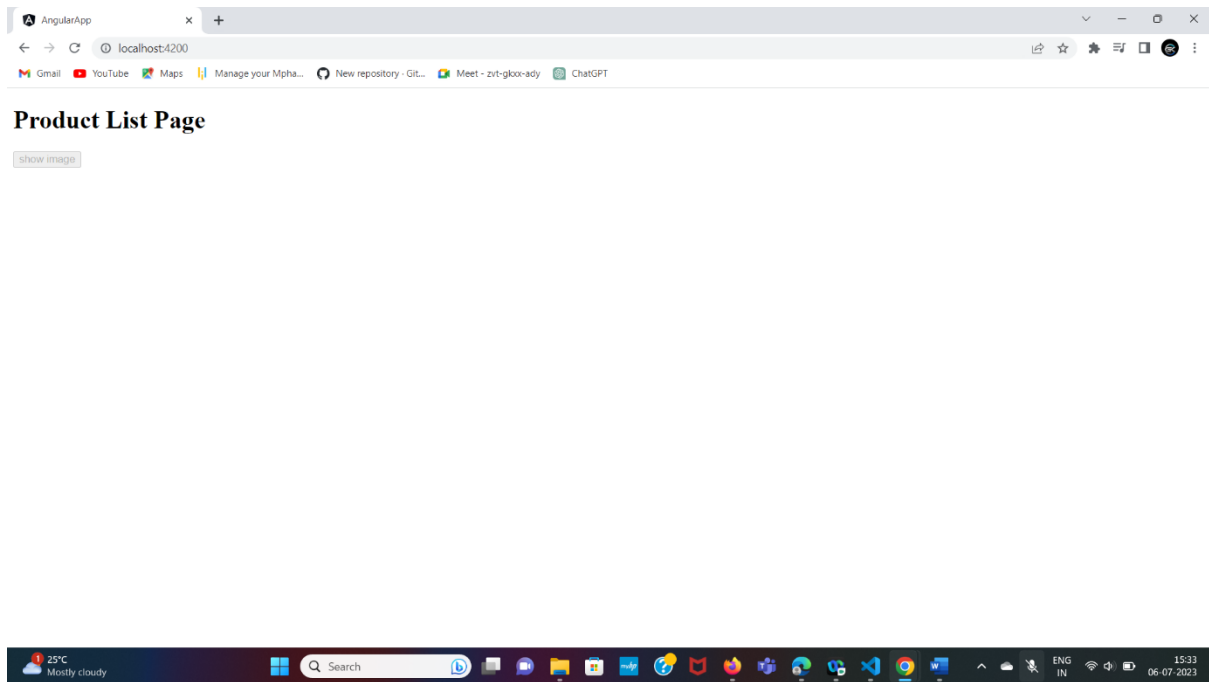 AngularApp
localhost:4200
Gmail YouTube Maps Manage your Mpha... New repository · Git... Meet - zvt-gkxx-ady ChatGPT
Product List Page
show image
1 25°C
Mostly cloudy
Search
ENG
IN
15:33
06-07-2023